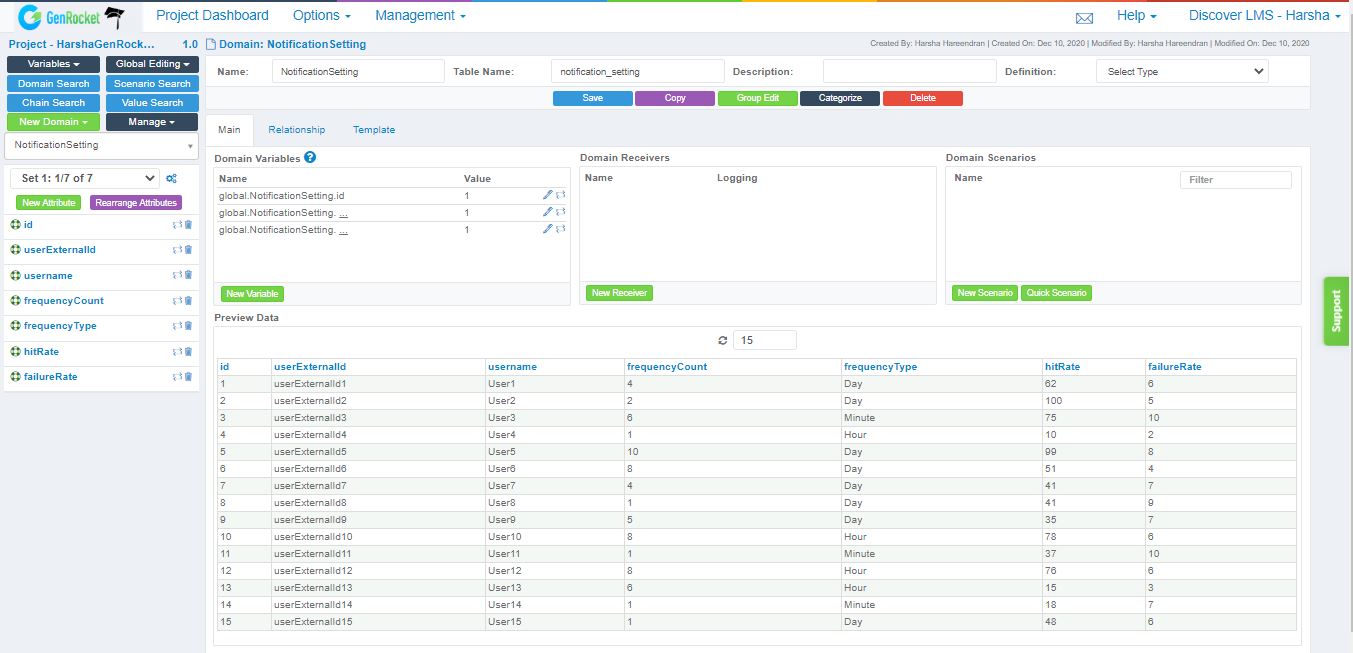 GenRocket
Project Dashboard Options Management Help Discover LMS - Harsha
Project - HarshaGenRock... 1.0
Domain: NotificationSetting
Created By: Harsha Hareendran | Created On: Dec 10, 2020 | Modified By: Harsha Hareendran | Modified On: Dec 10, 2020
Variables Global Editing
Domain Search Scenario Search
Chain Search Value Search
New Domain Manage
NotificationSetting
Set 1: 1/7 of 7
New Attribute Rearrange Attributes
id
userExternalId
username
frequencyCount
frequencyType
hitRate
failureRate
Name: NotificationSetting Table Name: notification_setting Description: Definition: Select Type
Save Copy Group Edit Categorize Delete
Main Relationship Template
Domain Variables ?
Name Value
global.NotificationSetting.id 1
global.NotificationSetting. ... 1
global.NotificationSetting. ... 1
New Variable
Domain Receivers
Name Logging
New Receiver
Domain Scenarios
Name Filter
New Scenario Quick Scenario
Preview Data
15
id userExternalId username frequencyCount frequencyType hitRate failureRate
1 userExternalId1 User1 4 Day 62 6
2 userExternalId2 User2 2 Day 100 5
3 userExternalId3 User3 6 Minute 75 10
4 userExternalId4 User4 1 Hour 10 2
5 userExternalId5 User5 10 Day 99 8
6 userExternalId6 User6 8 Day 51 4
7 userExternalId7 User7 4 Day 41 7
8 userExternalId8 User8 1 Day 41 9
9 userExternalId9 User9 5 Day 35 7
10 userExternalId10 User10 8 Hour 78 6
11 userExternalId11 User11 1 Minute 37 10
12 userExternalId12 User12 8 Hour 76 6
13 userExternalId13 User13 6 Hour 15 3
14 userExternalId14 User14 1 Minute 18 7
15 userExternalId15 User15 1 Day 48 6
Support